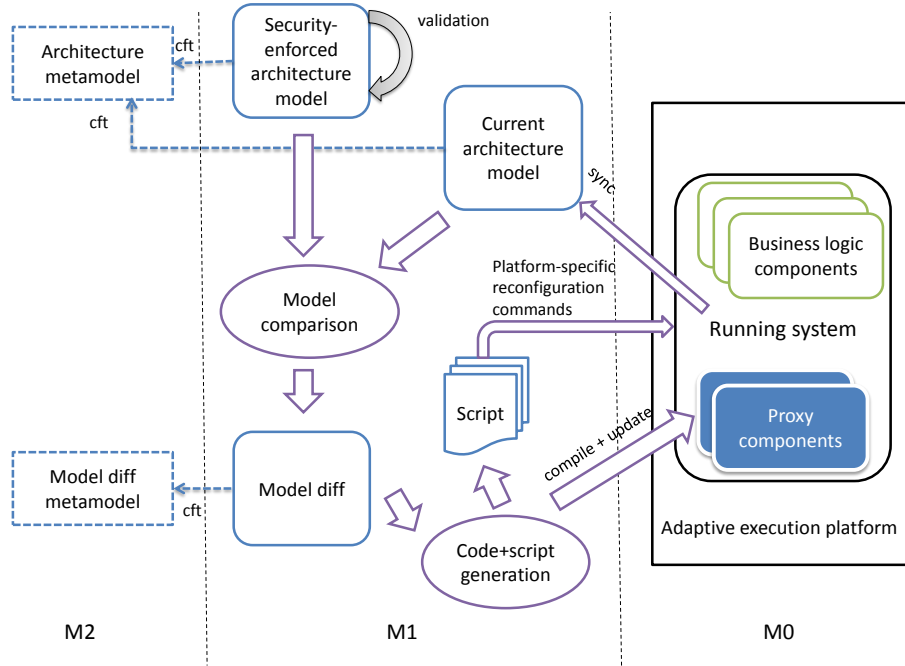 Architecture
metamodel
cft
Security-
enforced
architecture
model
validation
cft
Current
architecture
model
sync
Business logic
components
Running system
Proxy
components
Adaptive execution platform
Model
comparison
Platform-specific
reconfiguration
commands
Script
compile + update
Model diff
metamodel
cft
Model diff
Code+script
generation
M2
M1
M0